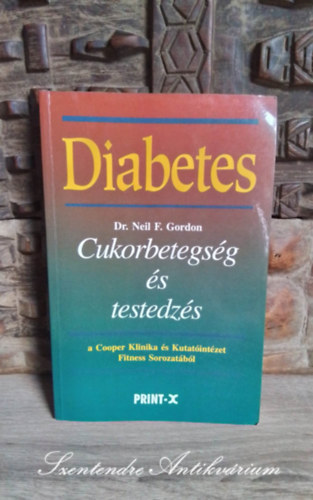 Diabetes
Dr. Neil F. Gordon
Cukorbetegség
és
testedzés
a Cooper Klinika és Kutatóintézet
Fitness Sorozatából
PRINT-X
Szentendre Antikvárium